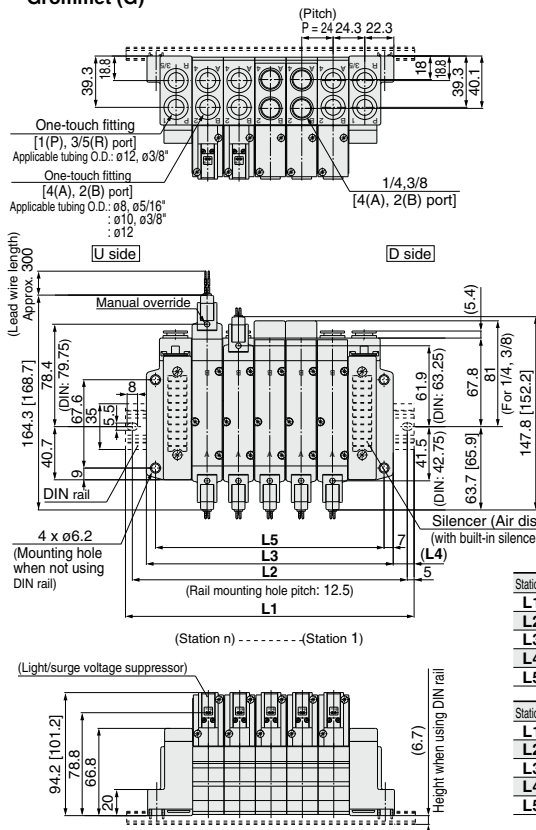 Grommet (G)
(Pitch)
P = 24 24.3 22.3
39.3
18.8
18
18.8
39.3
40.1
One-touch fitting
[1(P), 3/5(R) port]
Applicable tubing O.D.: ø12, ø3/8"
One-touch fitting
[4(A), 2(B) port]
Applicable tubing O.D.: ø8, ø5/16"
: ø10, ø3/8"
: ø12
1/4,3/8
[4(A), 2(B) port]
U side
D side
(Lead wire length)
Approx. 300
Manual override
164.3 [168.7]
78.4
(DIN: 79.75)
67.6
8
35
5.5
40.7
9
(5.4)
61.9
(DIN: 63.25)
67.8
81
(For 1/4, 3/8)
147.8 [152.2]
41.5
(DIN: 42.75)
63.7 [65.9]
DIN rail
4 x ø6.2
(Mounting hole
when not using
DIN rail)
Silencer (Air dis
(with built-in silence
L5
7
L3
(L4)
L2
5
(Rail mounting hole pitch: 12.5)
L1
(Station n) - - - - - - - - (Station 1)
(Light/surge voltage suppressor)
94.2 [101.2]
78.8
66.8
20
(6.7)
Height when using DIN rail
Station
L1
L2
L3
L4
L5
Station
L1
L2
L3
L4
L5